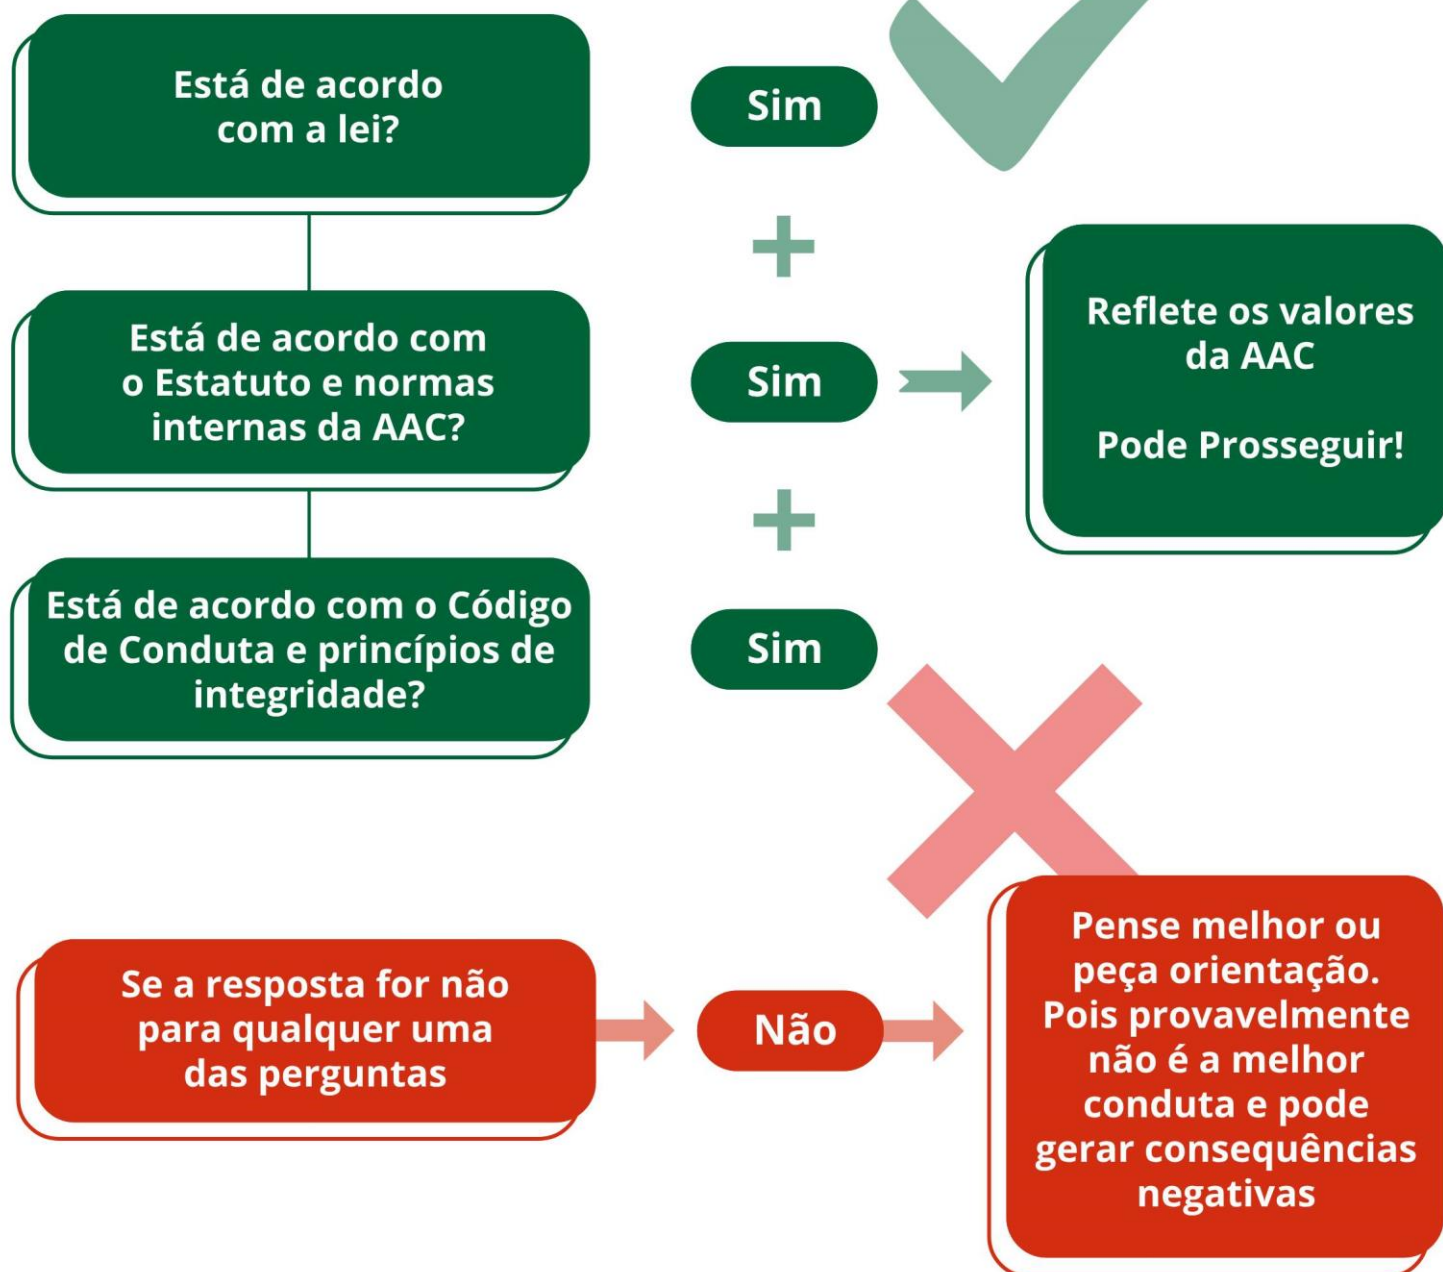 Está de acordo
com a lei?
Sim
+
Está de acordo com
o Estatuto e normas
internas da AAC?
Sim
Reflete os valores
da AAC
Pode Prosseguir!
+
Está de acordo com o Código
de Conduta e princípios de
integridade?
Sim
Se a resposta for não
para qualquer uma
das perguntas
Não
Pense melhor ou
peça orientação.
Pois provavelmente
não é a melhor
conduta e pode
gerar consequências
negativas